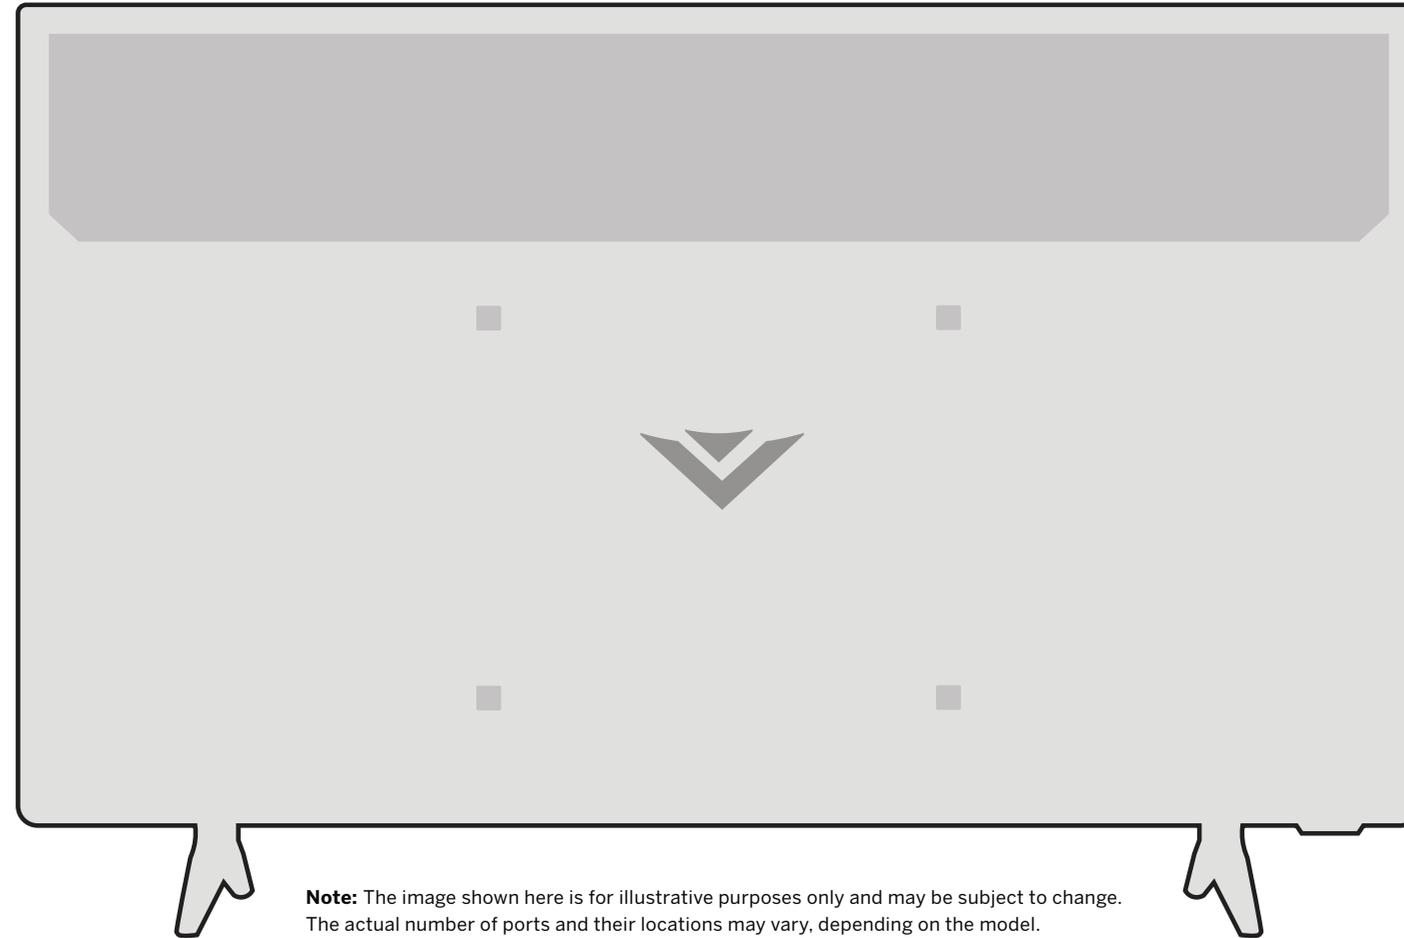 Note: The image shown here is for illustrative purposes only and may be subject to change.
The actual number of ports and their locations may vary, depending on the model.